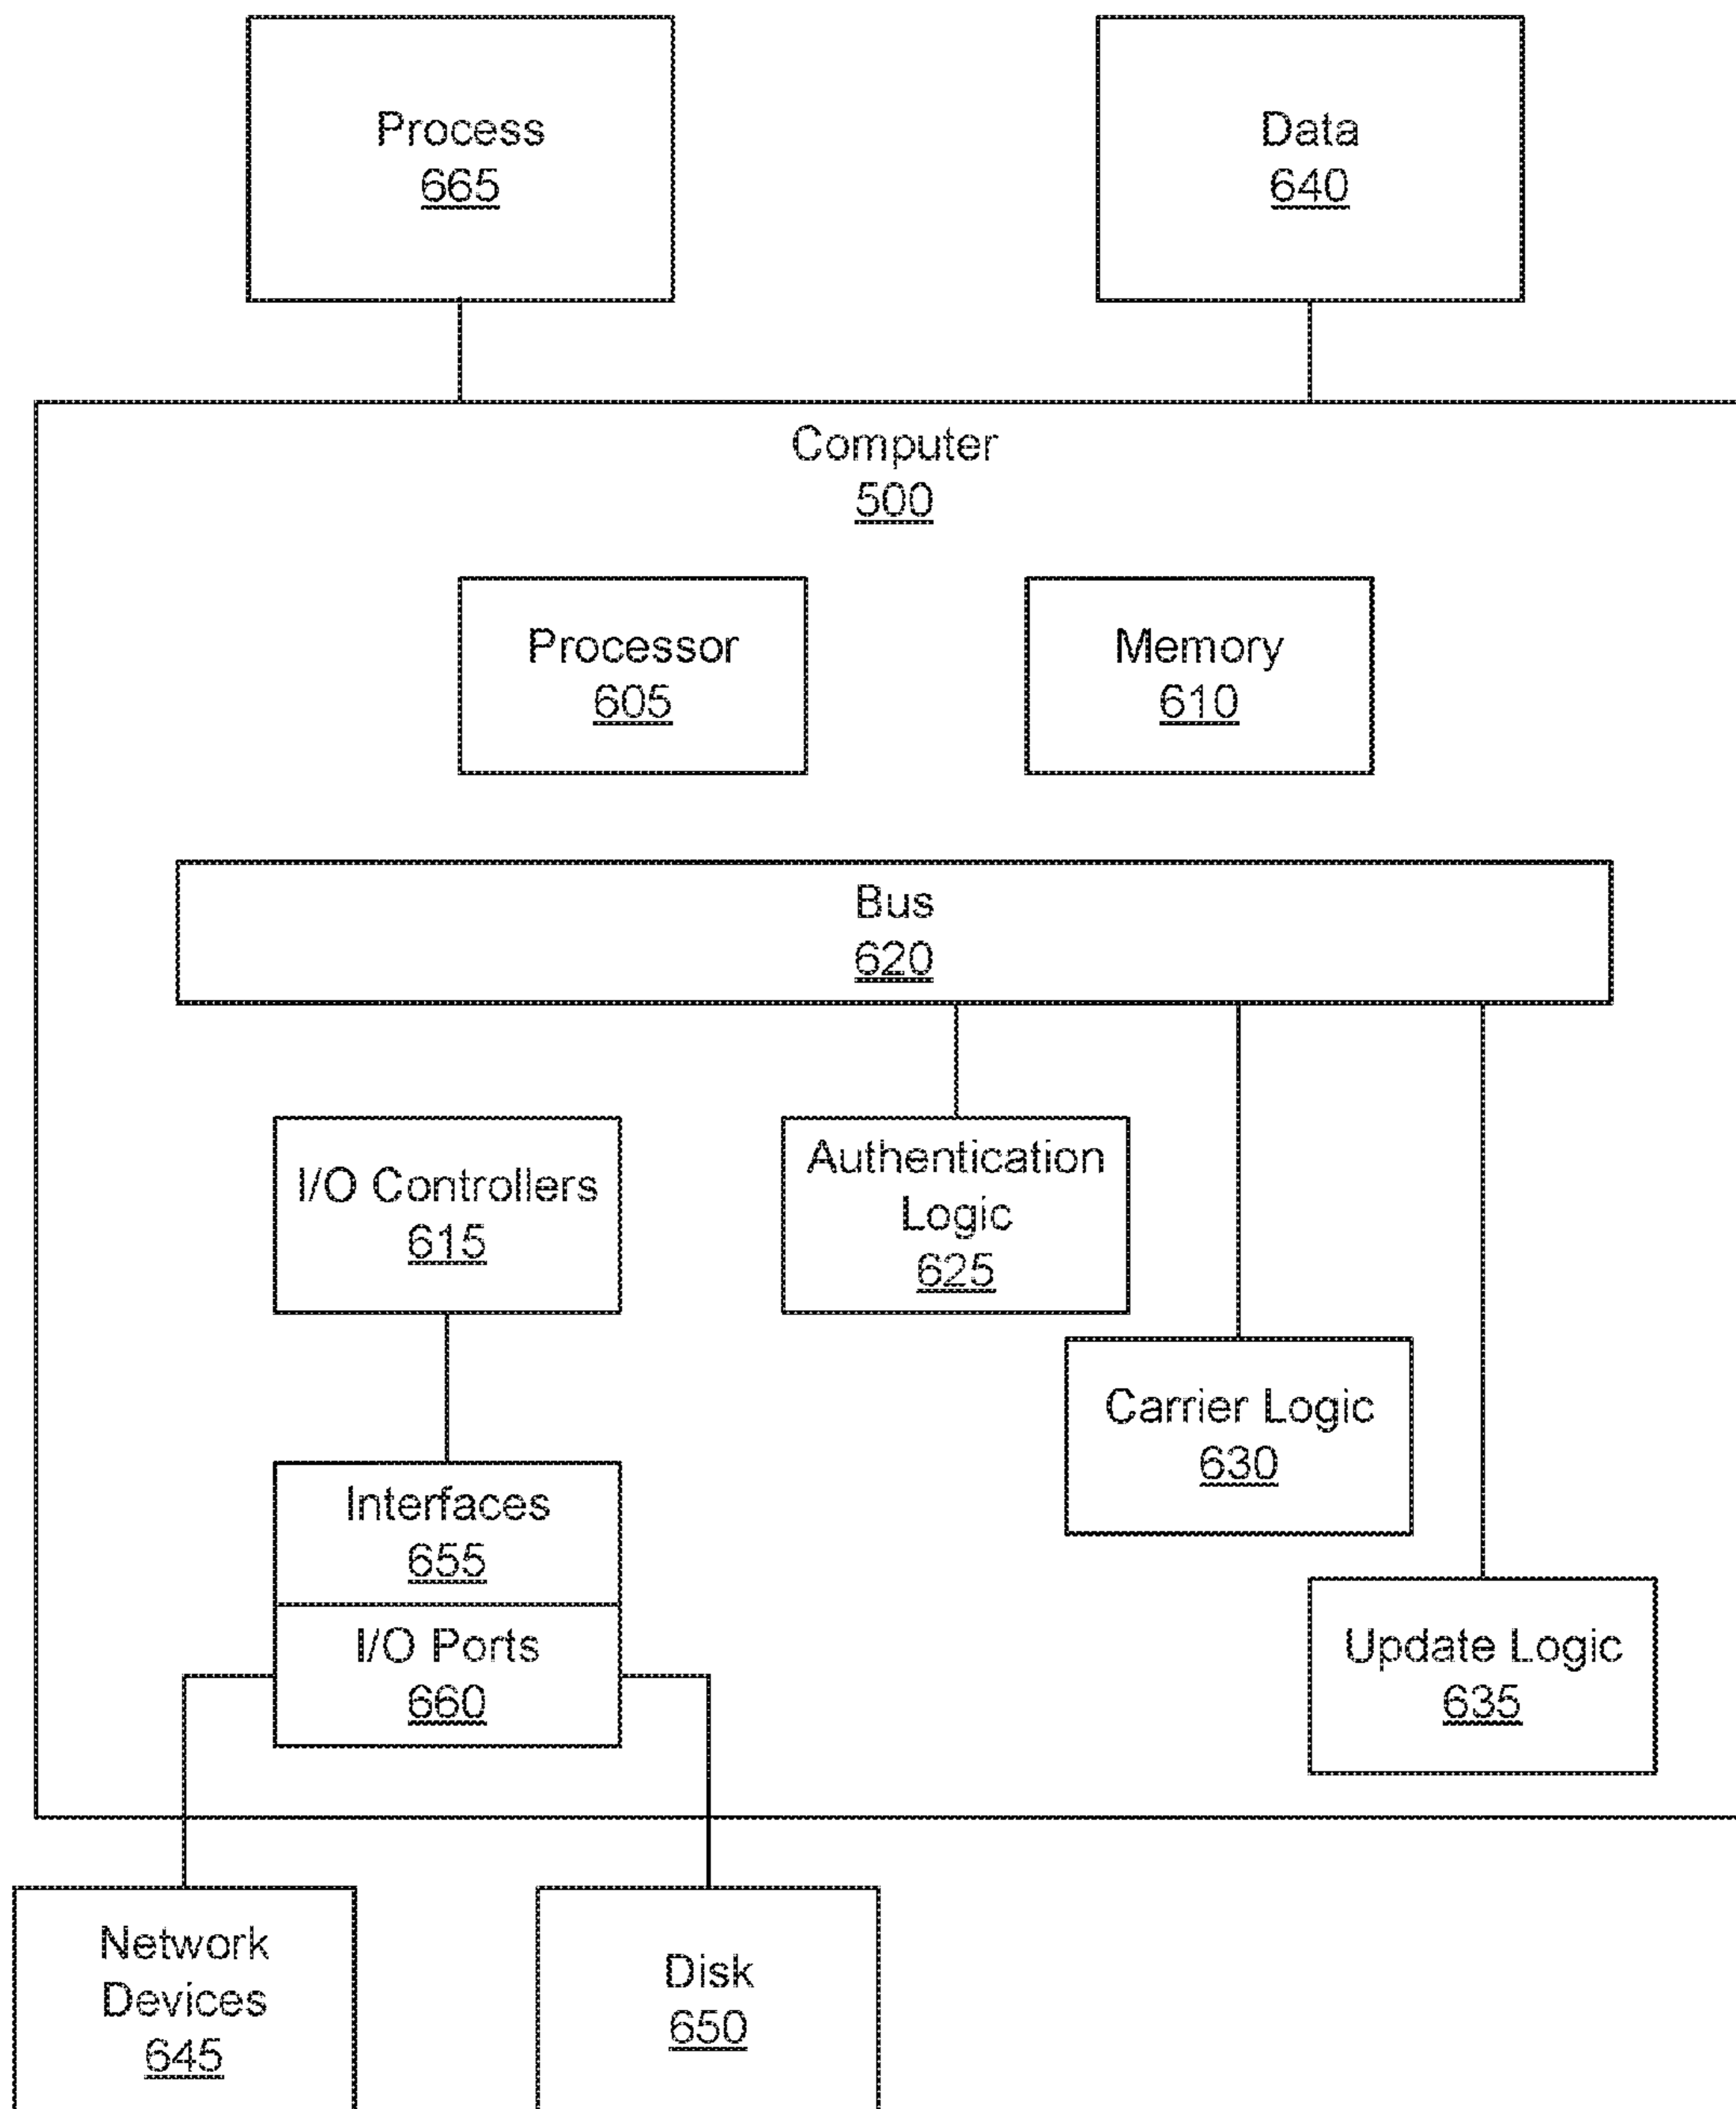 Process
665
Data
640
Computer
500
Processor
605
Memory
610
Bus
620
I/O Controllers
615
Authentication
Logic
625
Carrier Logic
630
Interfaces
655
I/O Ports
660
Update Logic
635
Network
Devices
645
Disk
650